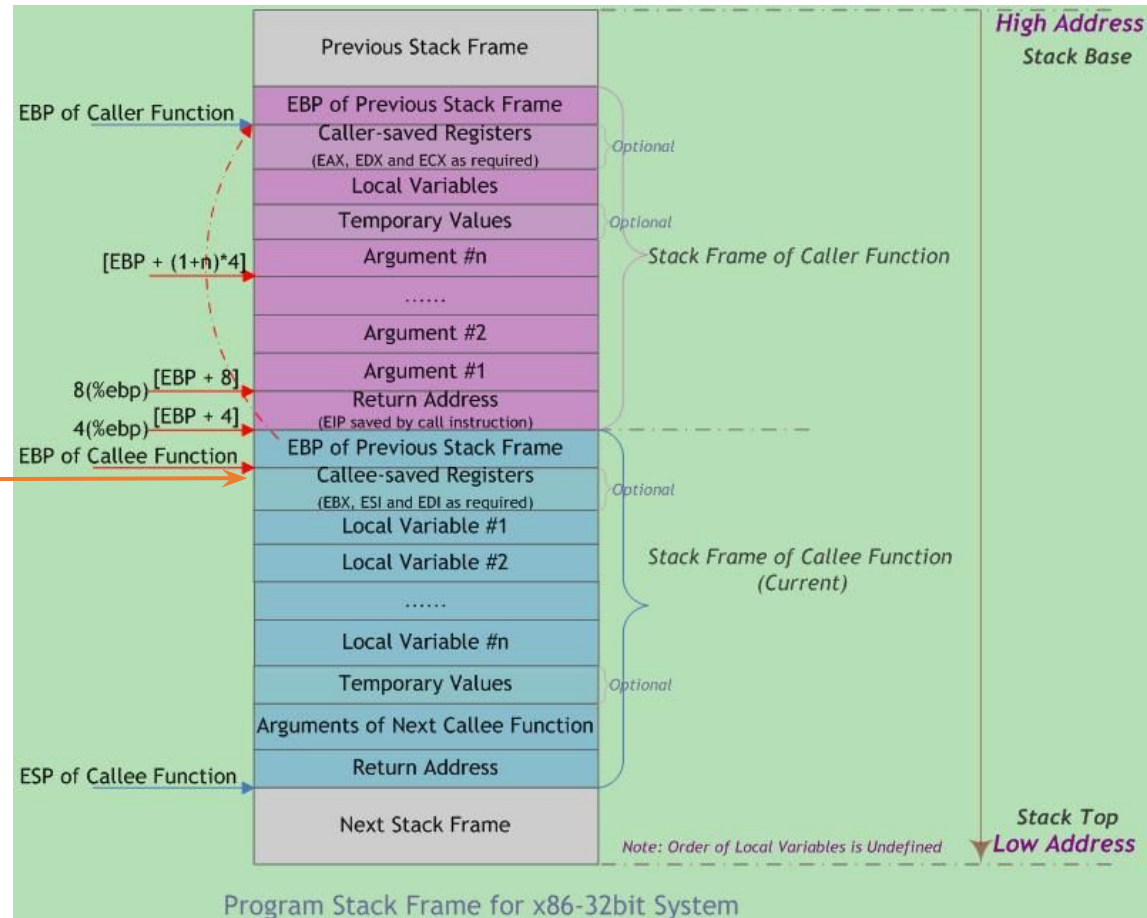 High Address
Stack Base
Previous Stack Frame
EBP of Previous Stack Frame
EBP of Caller Function
Caller-saved Registers
(EAX, EDX and ECX as required)
Optional
Local Variables
Temporary Values
Optional
Argument #n
Stack Frame of Caller Function
[EBP + (1+n)*4]
......
Argument #2
Argument #1
8(%ebp) [EBP + 8]
Return Address
(EIP saved by call instruction)
4(%ebp) [EBP + 4]
EBP of Previous Stack Frame
EBP of Callee Function
Callee-saved Registers
(EBX, ESI and EDI as required)
Optional
Local Variable #1
Local Variable #2
Stack Frame of Callee Function
(Current)
......
Local Variable #n
Temporary Values
Optional
Arguments of Next Callee Function
Return Address
ESP of Callee Function
Next Stack Frame
Stack Top
Note: Order of Local Variables is Undefined
Low Address
Program Stack Frame for x86-32bit System